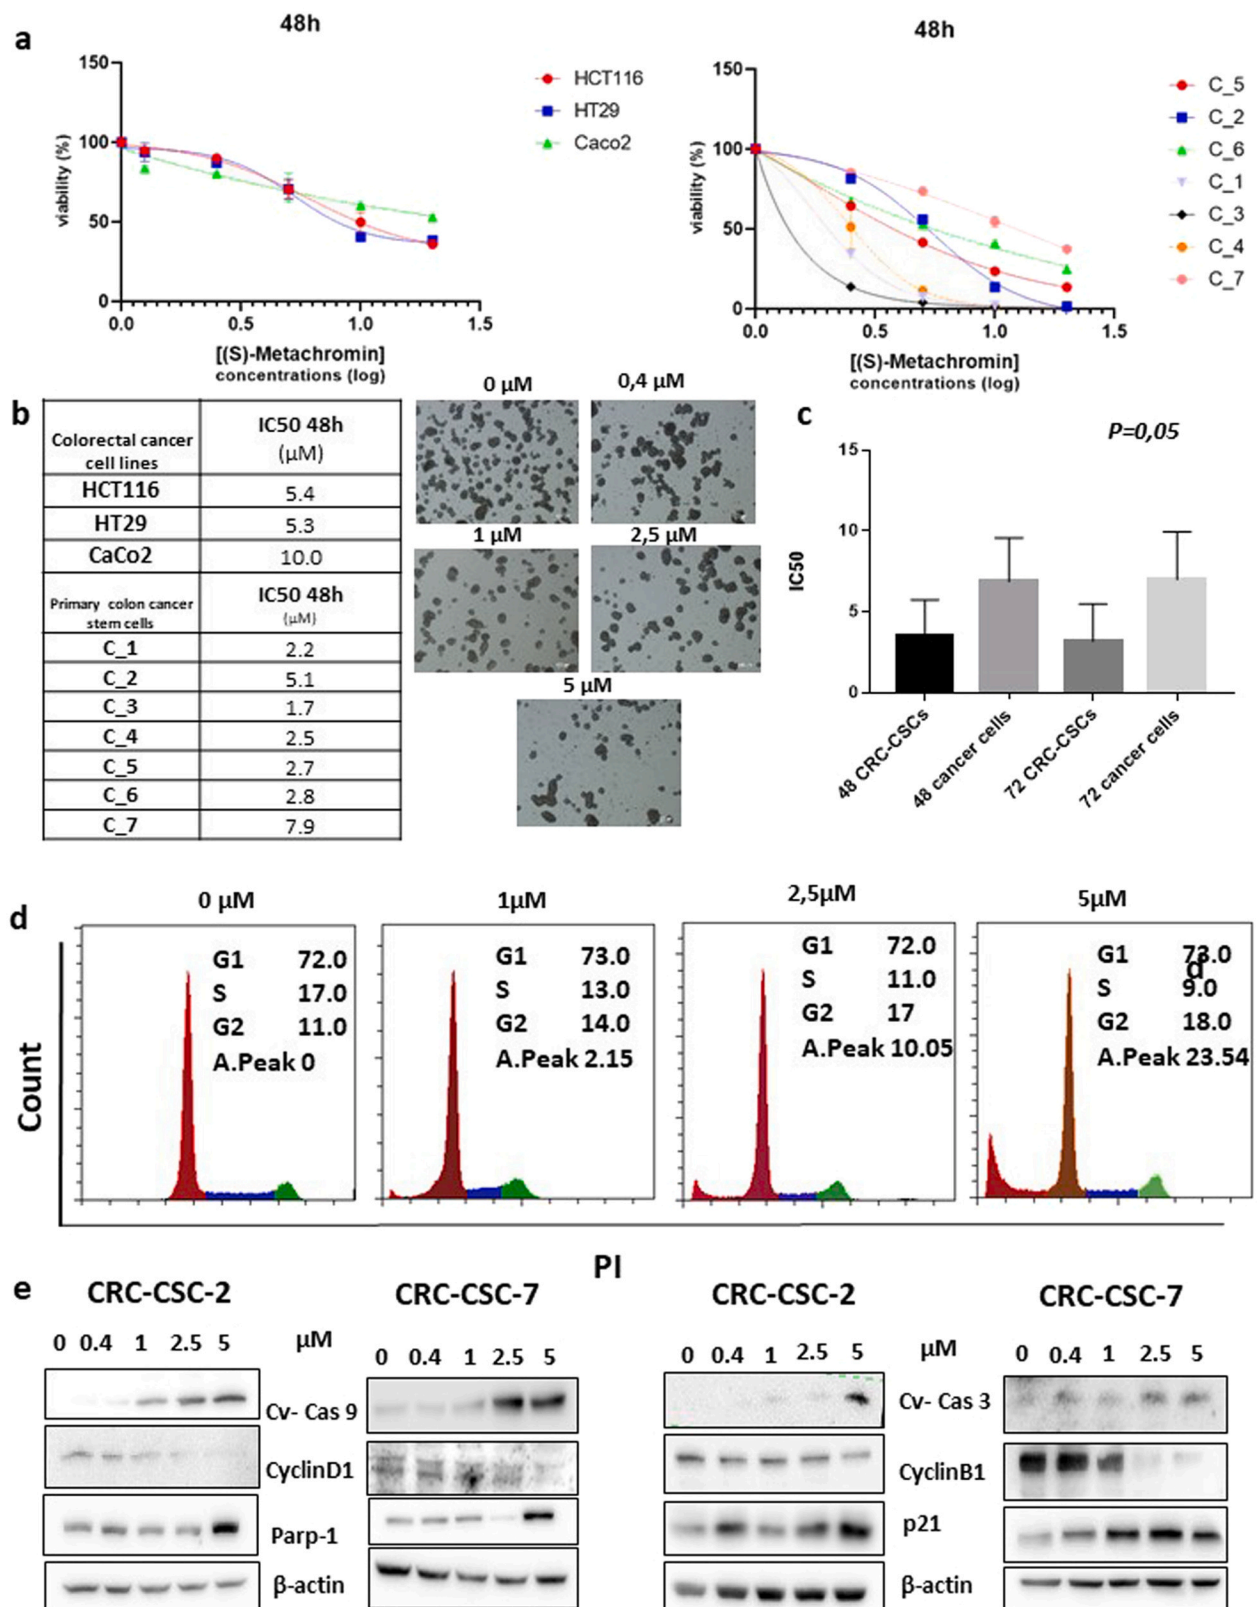 a
48h
150
100
50
0
viability (%)
0.0
0.5
1.0
1.5
[(S)-Metachromin]
concentrations (log)
HCT116
HT29
Caco2
48h
150
100
50
0
viability (%)
0.0
0.5
1.0
1.5
[(S)-Metachromin]
concentrations (log)
C_5
C_2
C_6
C_1
C_3
C_4
C_7
b
Colorectal cancer
cell lines
IC50 48h
(µM)
HCT116 5.4
HT29 5.3
CaCo2 10.0
Primary colon cancer
stem cells
IC50 48h
(µM)
C_1 2.2
C_2 5.1
C_3 1.7
C_4 2.5
C_5 2.7
C_6 2.8
C_7 7.9
0 µM
0,4 µM
1 µM
2,5 µM
5 µM
c
P=0,05
15
10
5
0
IC50
48 CRC-CSCs
48 cancer cells
72 CRC-CSCs
72 cancer cells
d
Count
0 µM
G1 72.0
S 17.0
G2 11.0
A.Peak 0
1µM
G1 73.0
S 13.0
G2 14.0
A.Peak 2.15
2,5µM
G1 72.0
S 11.0
G2 17
A.Peak 10.05
5µM
G1 73.0
d
S 9.0
G2 18.0
A.Peak 23.54
PI
e
CRC-CSC-2
0 0.4 1 2.5 5
µM
CRC-CSC-7
0 0.4 1 2.5 5
Cv- Cas 9
CyclinD1
Parp-1
β-actin
CRC-CSC-2
0 0.4 1 2.5 5
µM
CRC-CSC-7
0 0.4 1 2.5 5
Cv- Cas 3
CyclinB1
p21
β-actin